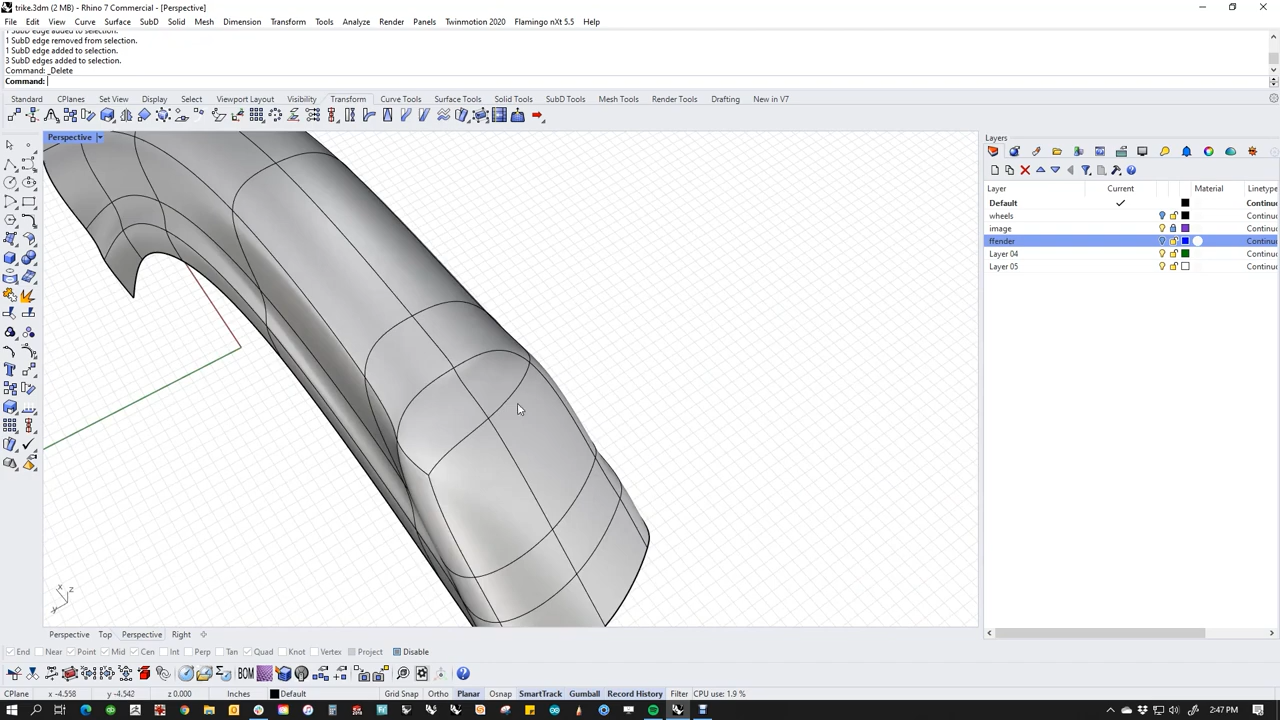 trike.3dm (2 MB) - Rhino 7 Commercial - [Perspective]
File Edit View Curve Surface SubD Solid Mesh Dimension Transform Tools Analyze Render Panels Twinmotion 2020 Flamingo nXt 5.5 Help
1 SubD edge added to selection.
1 SubD edge removed from selection.
1 SubD edge added to selection.
3 SubD edges added to selection.
Command: _Delete
Command:
Standard CPlanes Set View Display Select Viewport Layout Visibility Transform Curve Tools Surface Tools Solid Tools SubD Tools Mesh Tools Render Tools Drafting New in V7
Perspective
Layers
Layer Current Material Linetype
Default Continuc
wheels Continuc
image Continuc
ffender Continuc
Layer 04 Continuc
Layer 05 Continuc
x z
y
Perspective Top Perspective Right
End Near Point Mid Cen Int Perp Tan Quad Knot Vertex Project Disable
BOM
CPlane x -4.558 y -4.542 z 0.000 Inches Default Grid Snap Ortho Planar Osnap SmartTrack Gumball Record History Filter CPU use: 1.9 %
2:47 PM